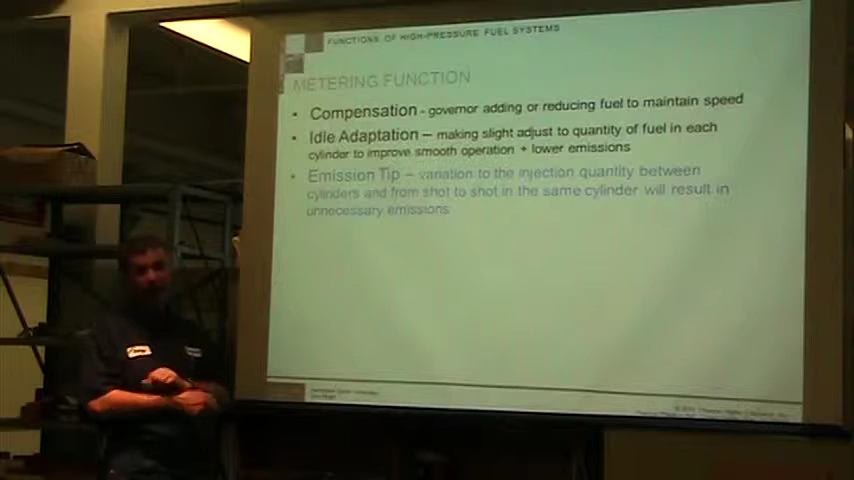 FUNCTIONS OF HIGH-PRESSURE FUEL SYSTEMS
METERING FUNCTION
• Compensation - governor adding or reducing fuel to maintain speed
• Idle Adaptation – making slight adjust to quantity of fuel in each
cylinder to improve smooth operation + lower emissions
• Emission Tip – variation to the injection quantity between
cylinders and from shot to shot in the same cylinder will result in
unnecessary emissions